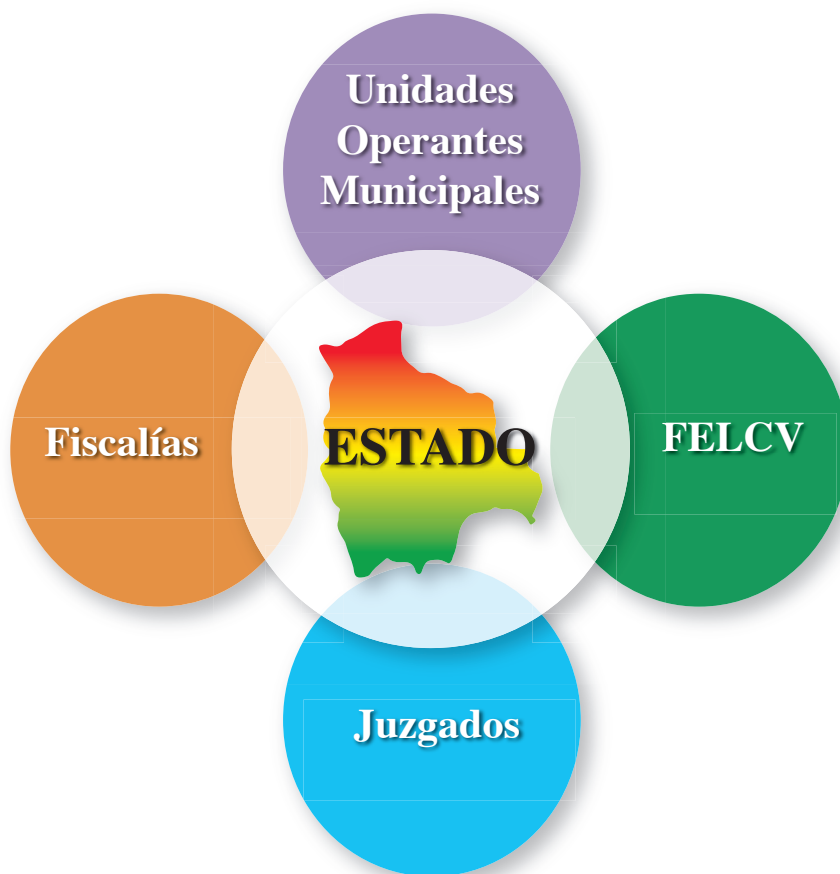 Unidades
Operantes
Municipales
Fiscalías
ESTADO
FELCV
Juzgados